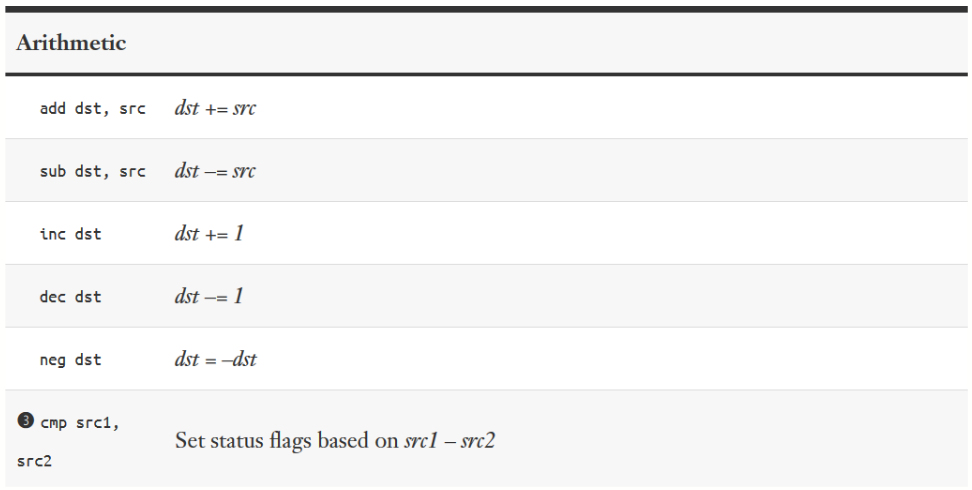 Arithmetic
add dst, src dst += src
sub dst, src dst –= src
inc dst dst += 1
dec dst dst –= 1
neg dst dst = –dst
❸ cmp src1,
src2 Set status flags based on src1 – src2